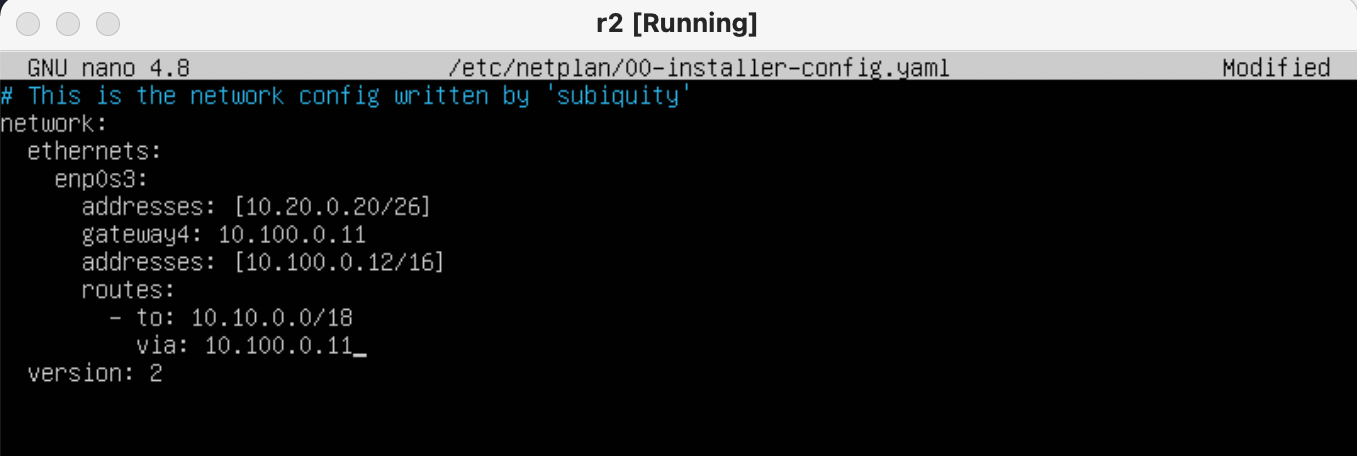 r2 [Running]
GNU nano 4.8 /etc/netplan/00-installer-config.yaml Modified
# This is the network config written by 'subiquity'
network:
  ethernets:
    enp0s3:
      addresses: [10.20.0.20/26]
      gateway4: 10.100.0.11
      addresses: [10.100.0.12/16]
      routes:
        - to: 10.10.0.0/18
          via: 10.100.0.11_
  version: 2